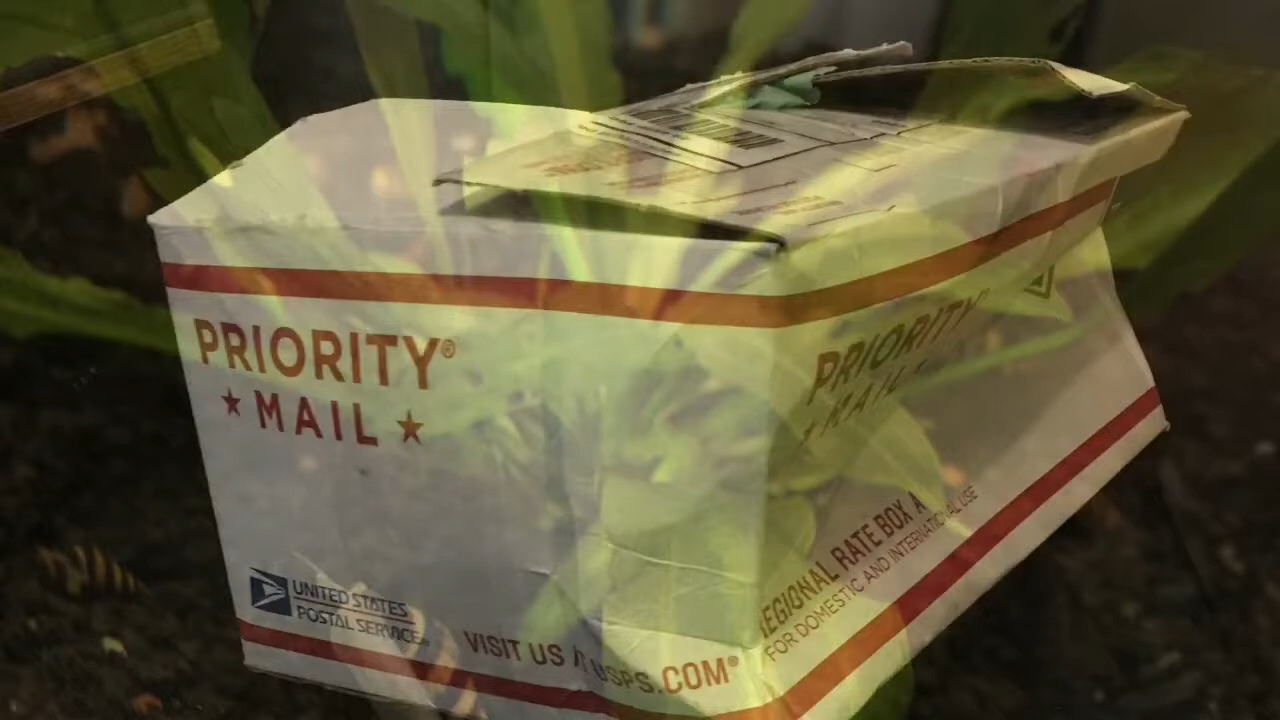 PRIORITY®
★ MAIL ★
UNITED STATES
POSTAL SERVICE®
VISIT US AT USPS.COM®
PRIORITY®
★ MAIL ★
REGIONAL RATE BOX A
FOR DOMESTIC AND INTERNATIONAL USE